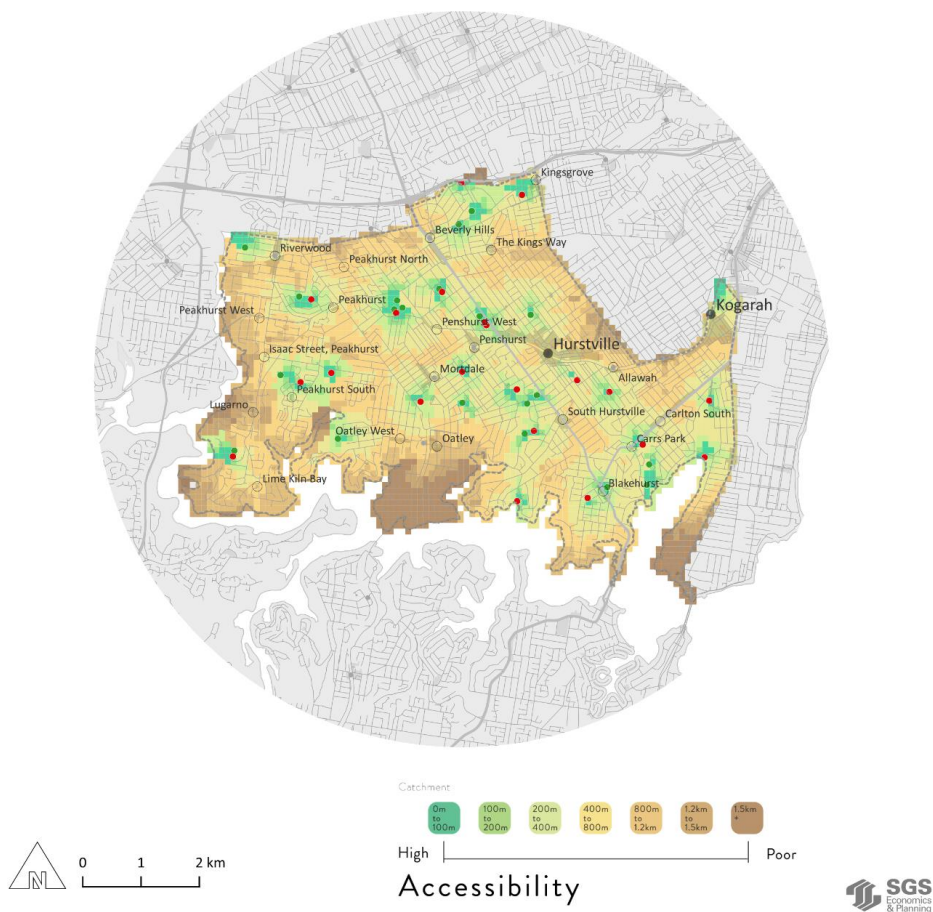 Kingsgrove
Beverly Hills
The Kings Way
Riverwood
Peakhurst North
Kogarah
Peakhurst West
Peakhurst
Penshurst West
Penshurst
Hurstville
Isaac Street, Peakhurst
Mortdale
Allawah
Peakhurst South
Lugarno
South Hurstville
Carlton South
Oatley West
Oatley
Carrs Park
Lime Kiln Bay
Blakehurst
Catchment
0m
to
100m
100m
to
200m
200m
to
400m
400m
to
800m
800m
to
1.2km
1.2km
to
1.5km
1.5km
+
High
Poor
Accessibility
N
0 1 2 km
SGS
Economics
& Planning